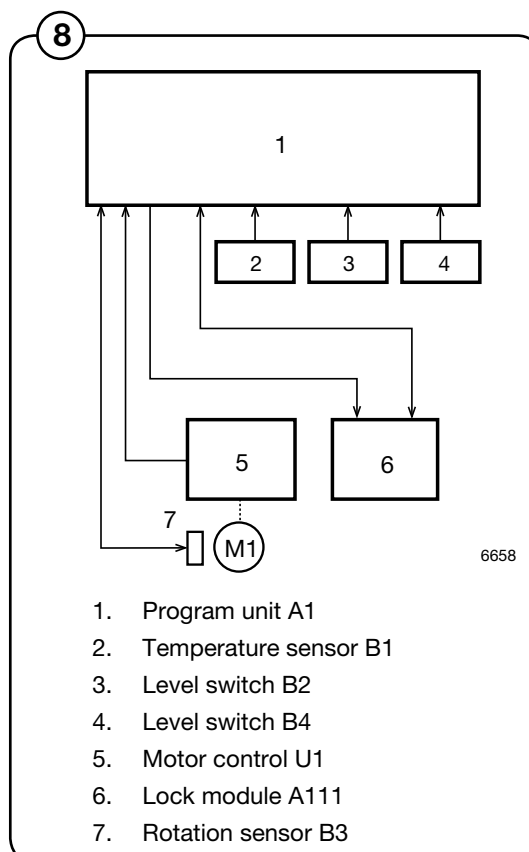 8
1
2
3
4
5
6
7
M1
6658
1. Program unit A1
2. Temperature sensor B1
3. Level switch B2
4. Level switch B4
5. Motor control U1
6. Lock module A111
7. Rotation sensor B3